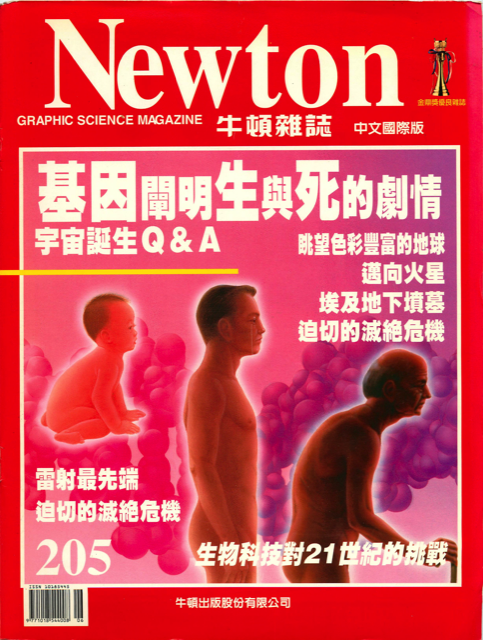 Newton
GRAPHIC SCIENCE MAGAZINE 牛頓雜誌 中文國際版
金鼎獎優良雜誌
基因闡明生與死的劇情
宇宙誕生Q&A
眺望色彩豐富的地球
邁向火星
埃及地下墳墓
迫切的滅絕危機
雷射最先端
迫切的滅絕危機
205
生物科技對21世紀的挑戰
ISSN 10183442
06
牛頓出版股份有限公司